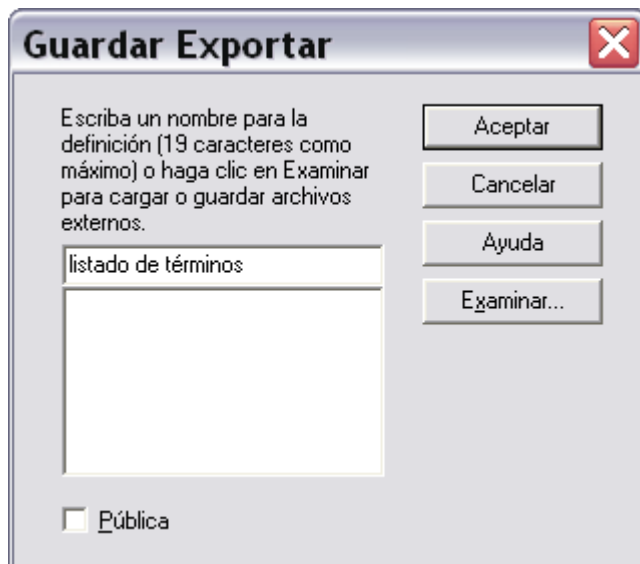 Guardar Exportar
Escriba un nombre para la
definición (19 caracteres como
máximo) o haga clic en Examinar
para cargar o guardar archivos
externos.
listado de términos
Pública
Aceptar
Cancelar
Ayuda
Examinar...